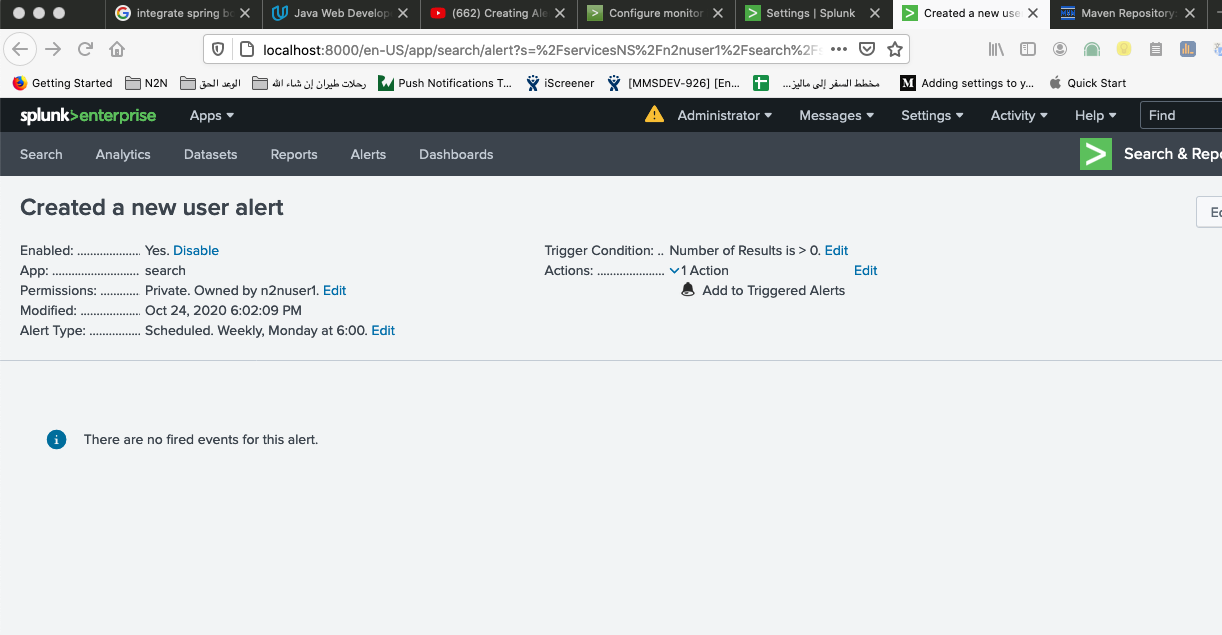 integrate spring bo
Java Web Develop
(662) Creating Ale
Configure monitor
Settings | Splunk
Created a new use
Maven Repository:
localhost:8000/en-US/app/search/alert?s=%2FservicesNS%2Fn2nuser1%2Fsearch%2Fs
Getting Started N2N الوعد الحق رحلات طيران إن شاء الله Push Notifications T... iScreener [MMSDEV-926] [En... مخطط السفر إلى ماليز... Adding settings to y... Quick Start
splunk>enterprise Apps Administrator Messages Settings Activity Help Find
Search Analytics Datasets Reports Alerts Dashboards Search & Repo
Created a new user alert
Ec
Enabled: ................... Yes. Disable
App: .......................... search
Permissions: ............ Private. Owned by n2nuser1. Edit
Modified: .................. Oct 24, 2020 6:02:09 PM
Alert Type: ............... Scheduled. Weekly, Monday at 6:00. Edit
Trigger Condition: .. Number of Results is > 0. Edit
Actions: .................... 1 Action Edit
Add to Triggered Alerts
There are no fired events for this alert.